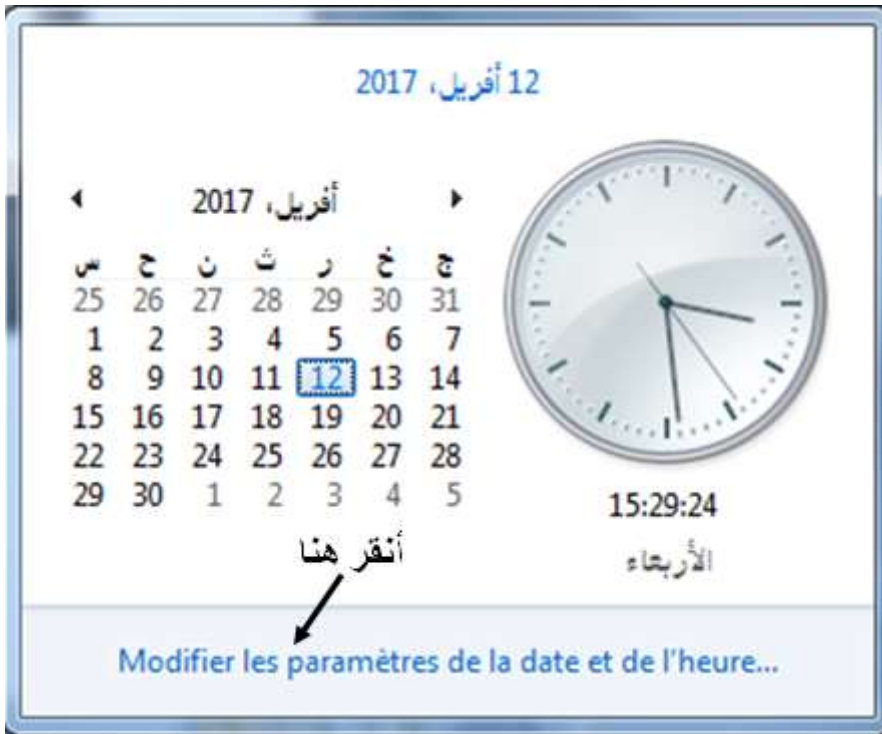 12 أفريل، 2017
أفريل، 2017
س ح ن ث ر خ ج
25 26 27 28 29 30 31
1 2 3 4 5 6 7
8 9 10 11 12 13 14
15 16 17 18 19 20 21
22 23 24 25 26 27 28
29 30 1 2 3 4 5
15:29:24
الأربعاء
أنقر هنا
Modifier les paramètres de la date et de l'heure...